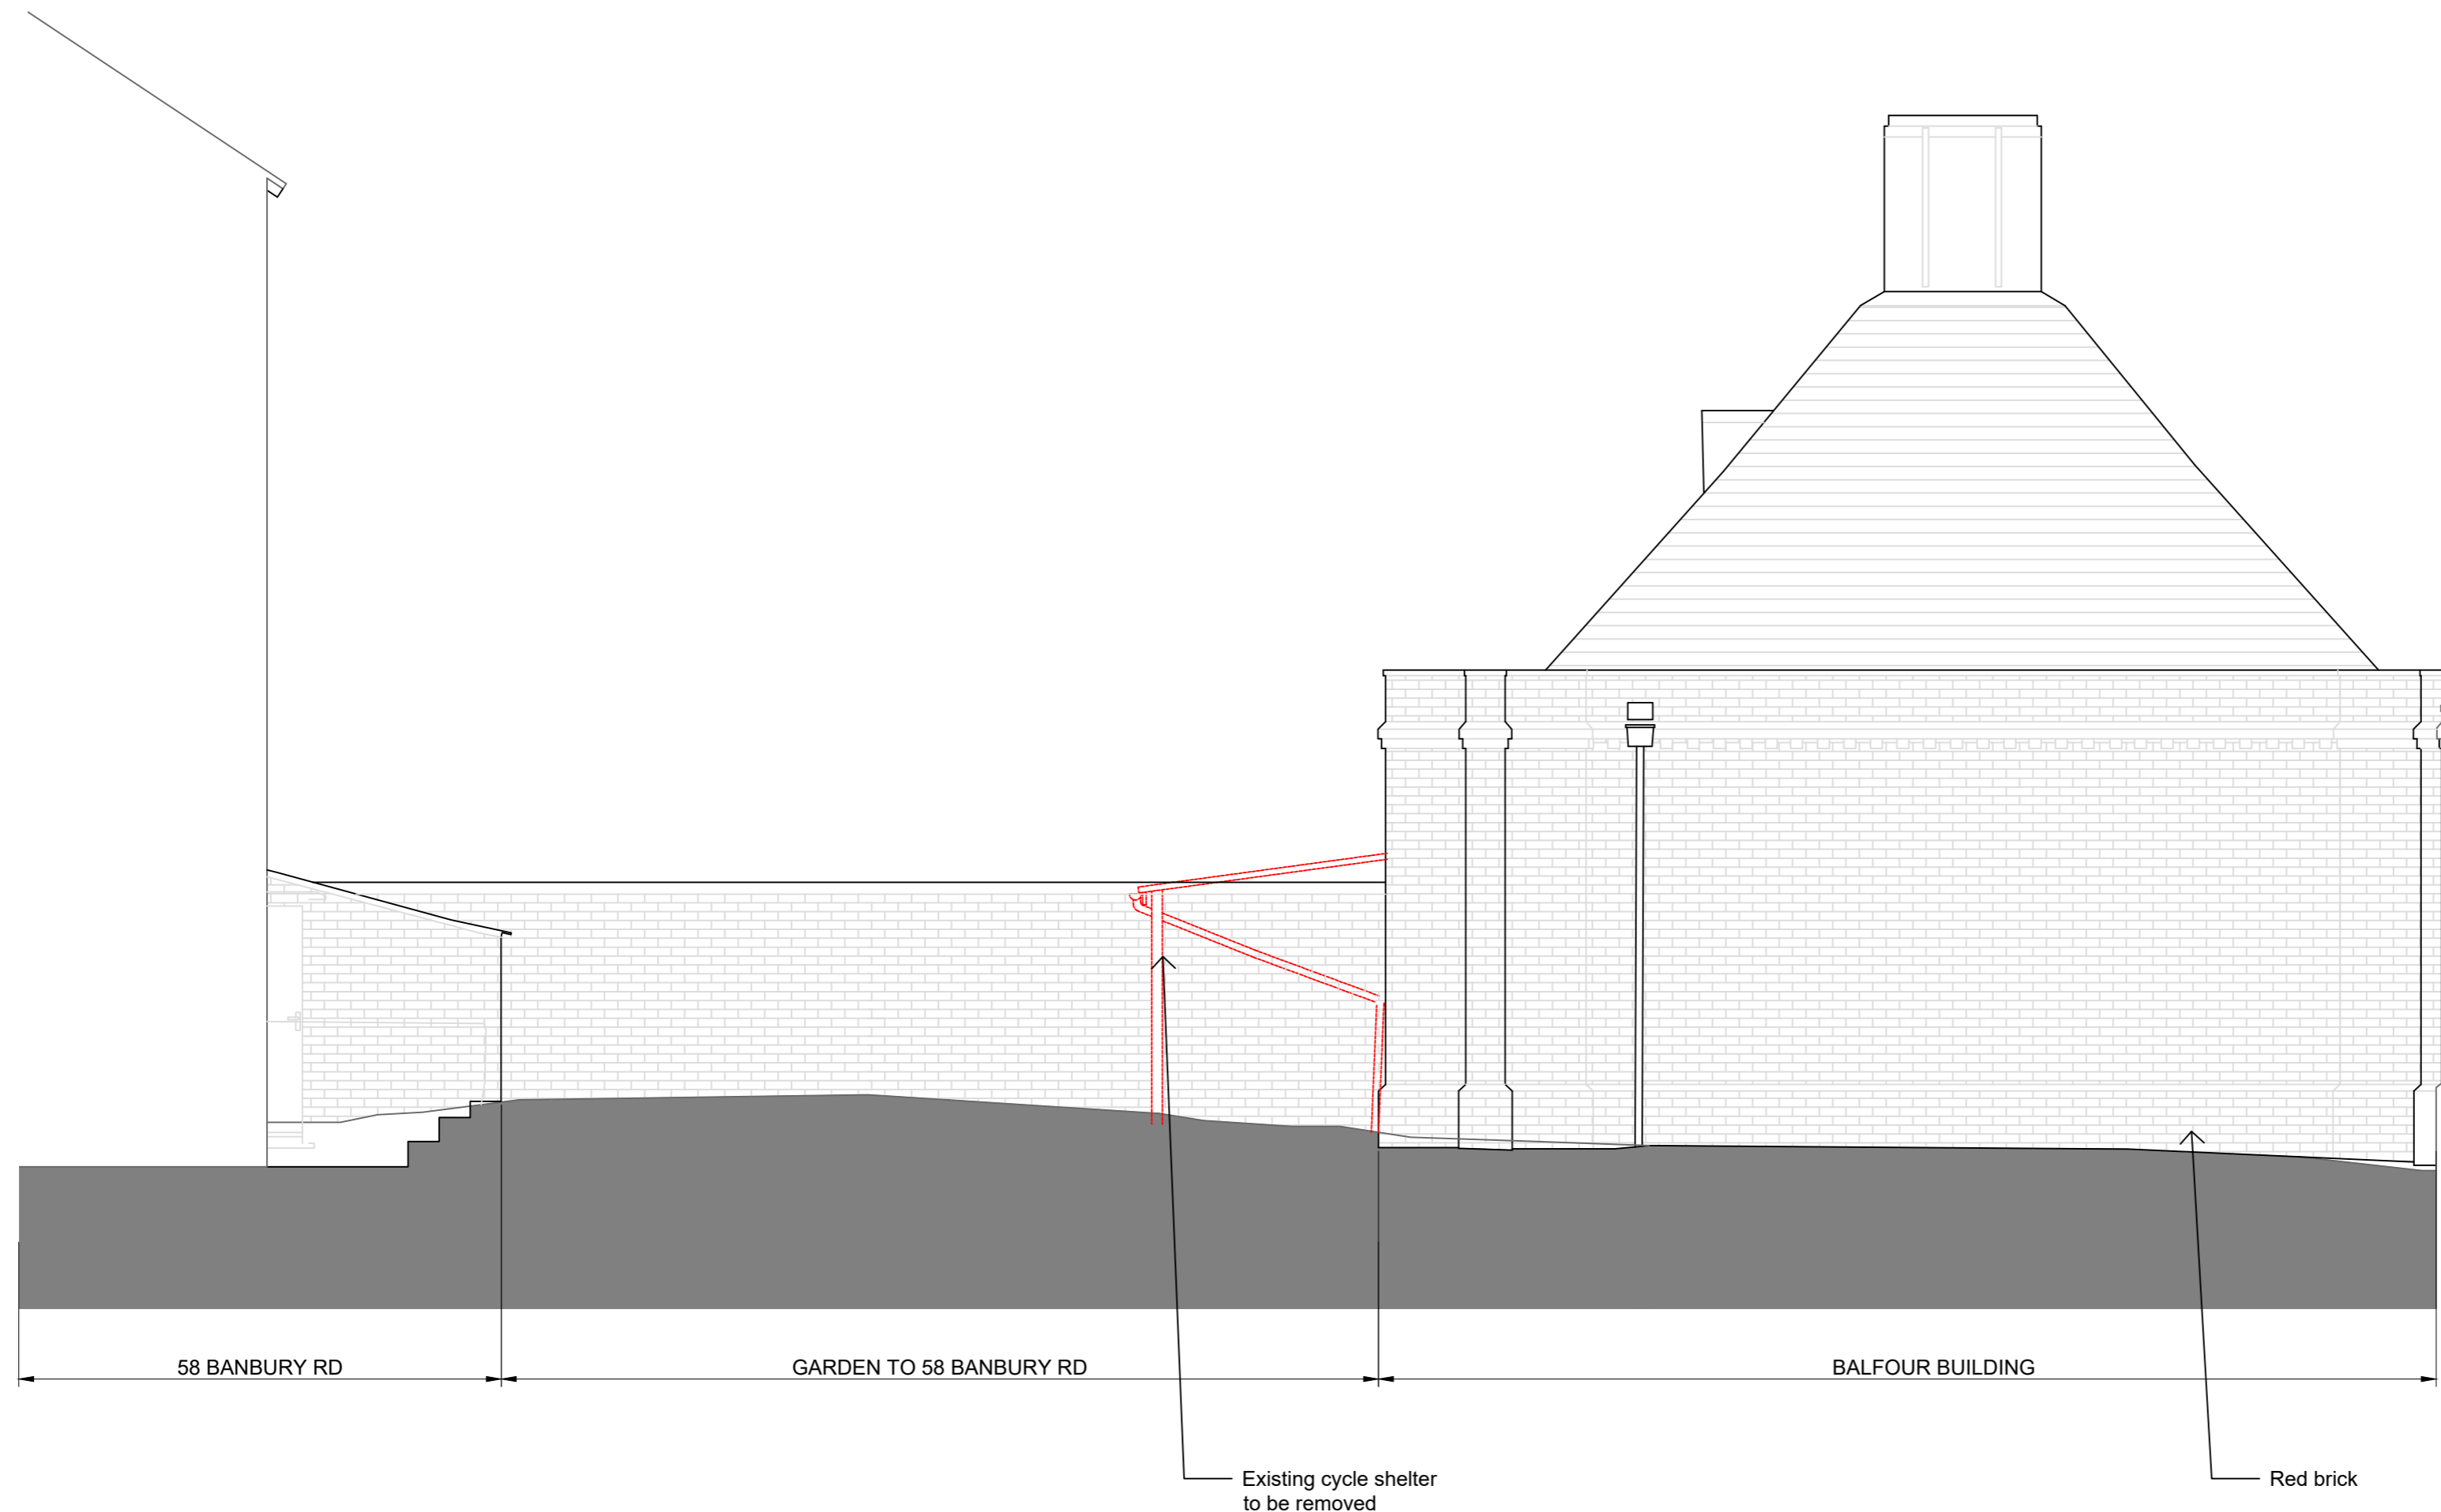 58 BANBURY RD
GARDEN TO 58 BANBURY RD
BALFOUR BUILDING
Existing cycle shelter
to be removed
Red brick